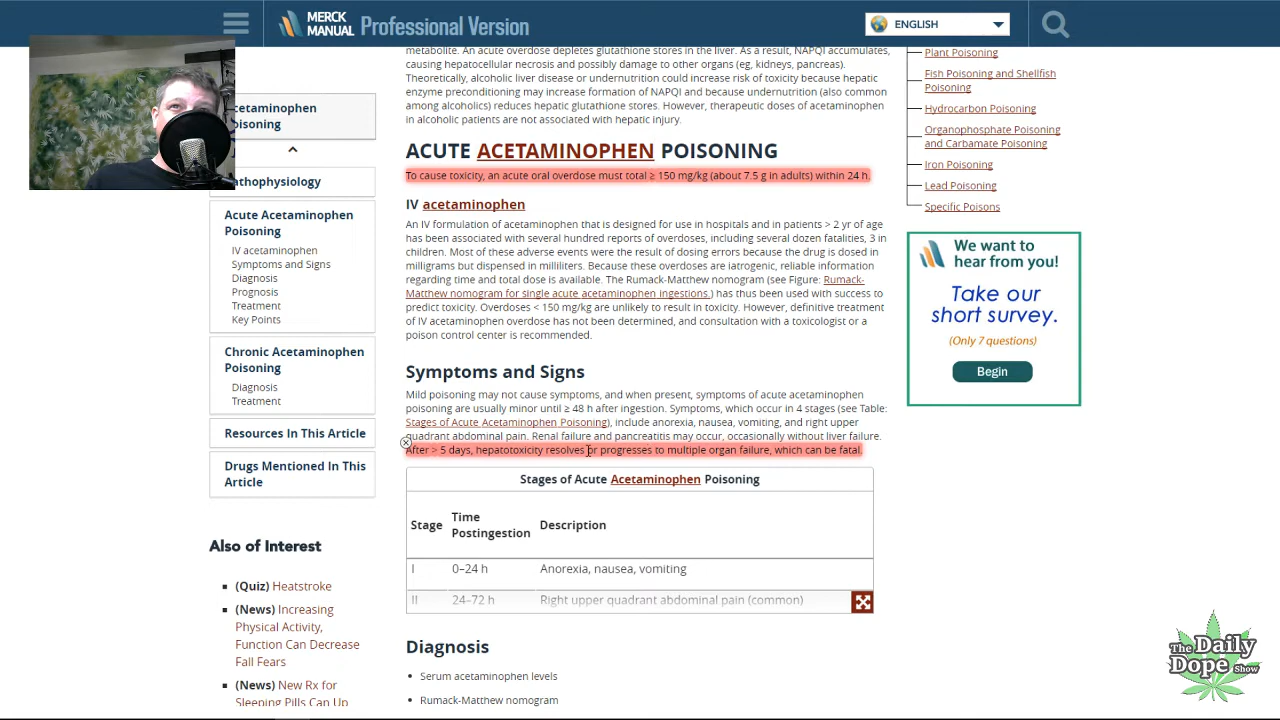 MERCK
MANUAL
Professional Version
ENGLISH
metabolite. An acute overdose depletes glutathione stores in the liver. As a result, NAPQI accumulates,
causing hepatocellular necrosis and possibly damage to other organs (eg, kidneys, pancreas).
Theoretically, alcoholic liver disease or undernutrition could increase risk of toxicity because hepatic
enzyme preconditioning may increase formation of NAPQI and because undernutrition (also common
among alcoholics) reduces hepatic glutathione stores. However, therapeutic doses of acetaminophen
in alcoholic patients are not associated with hepatic injury.
ACUTE ACETAMINOPHEN POISONING
To cause toxicity, an acute oral overdose must total ≥ 150 mg/kg (about 7.5 g in adults) within 24 h.
IV acetaminophen
An IV formulation of acetaminophen that is designed for use in hospitals and in patients > 2 yr of age
has been associated with several hundred reports of overdoses, including several dozen fatalities, 3 in
children. Most of these adverse events were the result of dosing errors because the drug is dosed in
milligrams but dispensed in milliliters. Because these overdoses are iatrogenic, reliable information
regarding time and total dose is available. The Rumack-Matthew nomogram (see Figure: Rumack-
Matthew nomogram for single acute acetaminophen ingestions.) has thus been used with success to
predict toxicity. Overdoses < 150 mg/kg are unlikely to result in toxicity. However, definitive treatment
of IV acetaminophen overdose has not been determined, and consultation with a toxicologist or a
poison control center is recommended.
Symptoms and Signs
Mild poisoning may not cause symptoms, and when present, symptoms of acute acetaminophen
poisoning are usually minor until ≥ 48 h after ingestion. Symptoms, which occur in 4 stages (see Table:
Stages of Acute Acetaminophen Poisoning), include anorexia, nausea, vomiting, and right upper
quadrant abdominal pain. Renal failure and pancreatitis may occur, occasionally without liver failure.
After > 5 days, hepatotoxicity resolves or progresses to multiple organ failure, which can be fatal.
Stages of Acute Acetaminophen Poisoning
Stage
Time
Postingestion
Description
I 0–24 h Anorexia, nausea, vomiting
II 24–72 h Right upper quadrant abdominal pain (common)
Diagnosis
Serum acetaminophen levels
Rumack-Matthew nomogram
cetaminophen
oisoning
athophysiology
Acute Acetaminophen
Poisoning
IV acetaminophen
Symptoms and Signs
Diagnosis
Prognosis
Treatment
Key Points
Chronic Acetaminophen
Poisoning
Diagnosis
Treatment
Resources In This Article
Drugs Mentioned In This
Article
Also of Interest
(Quiz) Heatstroke
(News) Increasing
Physical Activity,
Function Can Decrease
Fall Fears
(News) New Rx for
Sleeping Pills Can Up
Plant Poisoning
Fish Poisoning and Shellfish
Poisoning
Hydrocarbon Poisoning
Organophosphate Poisoning
and Carbamate Poisoning
Iron Poisoning
Lead Poisoning
Specific Poisons
We want to
hear from you!
Take our
short survey.
(Only 7 questions)
Begin
The Daily
Dope Show